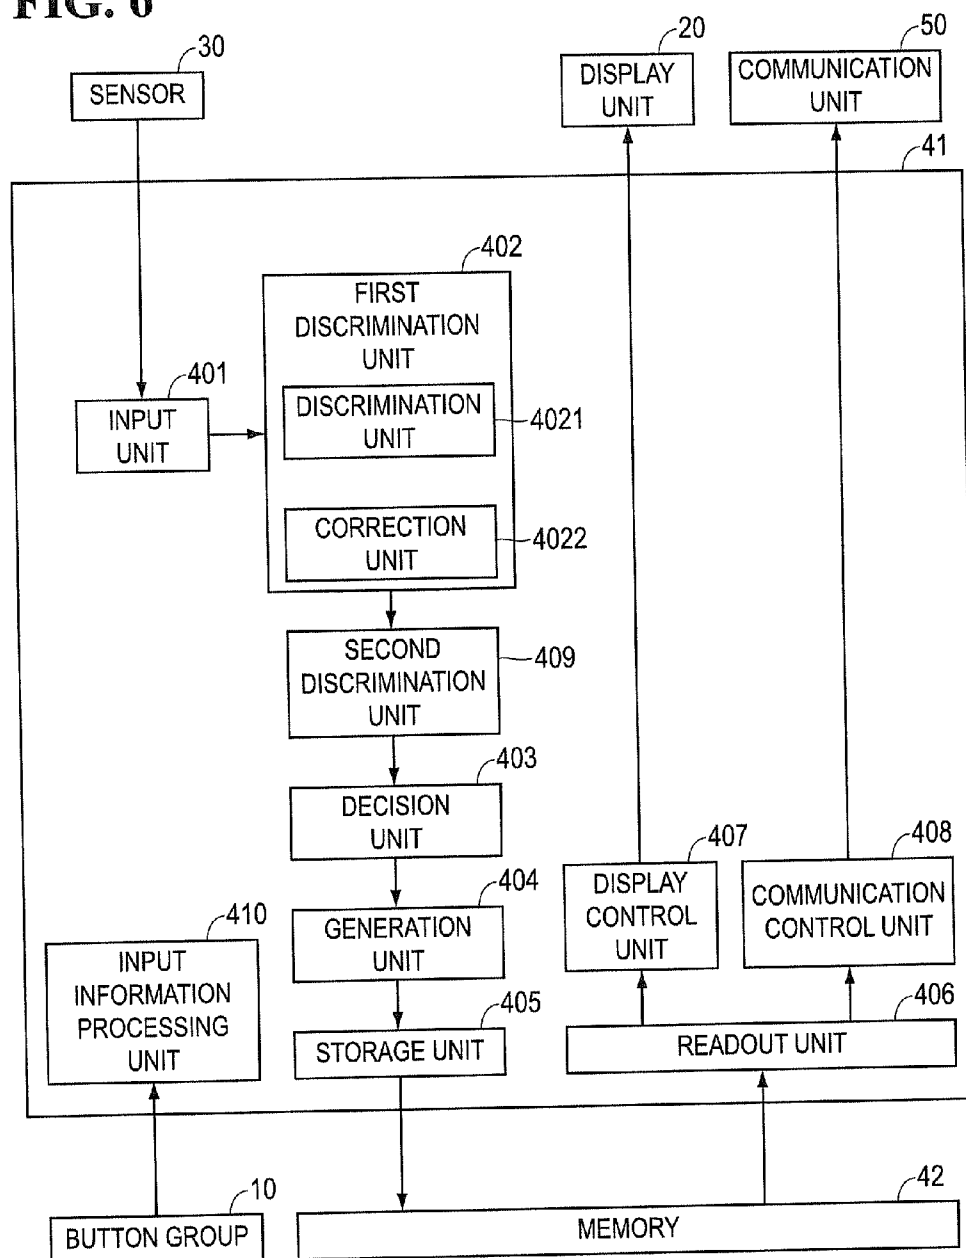 FIG. 6
30
SENSOR
20
DISPLAY
UNIT
50
COMMUNICATION
UNIT
41
402
FIRST
DISCRIMINATION
UNIT
401
INPUT
UNIT
DISCRIMINATION
UNIT
4021
CORRECTION
UNIT
4022
SECOND
DISCRIMINATION
UNIT
409
403
DECISION
UNIT
404
GENERATION
UNIT
407
DISPLAY
CONTROL
UNIT
408
COMMUNICATION
CONTROL UNIT
410
INPUT
INFORMATION
PROCESSING
UNIT
405
STORAGE UNIT
406
READOUT UNIT
10
BUTTON GROUP
42
MEMORY